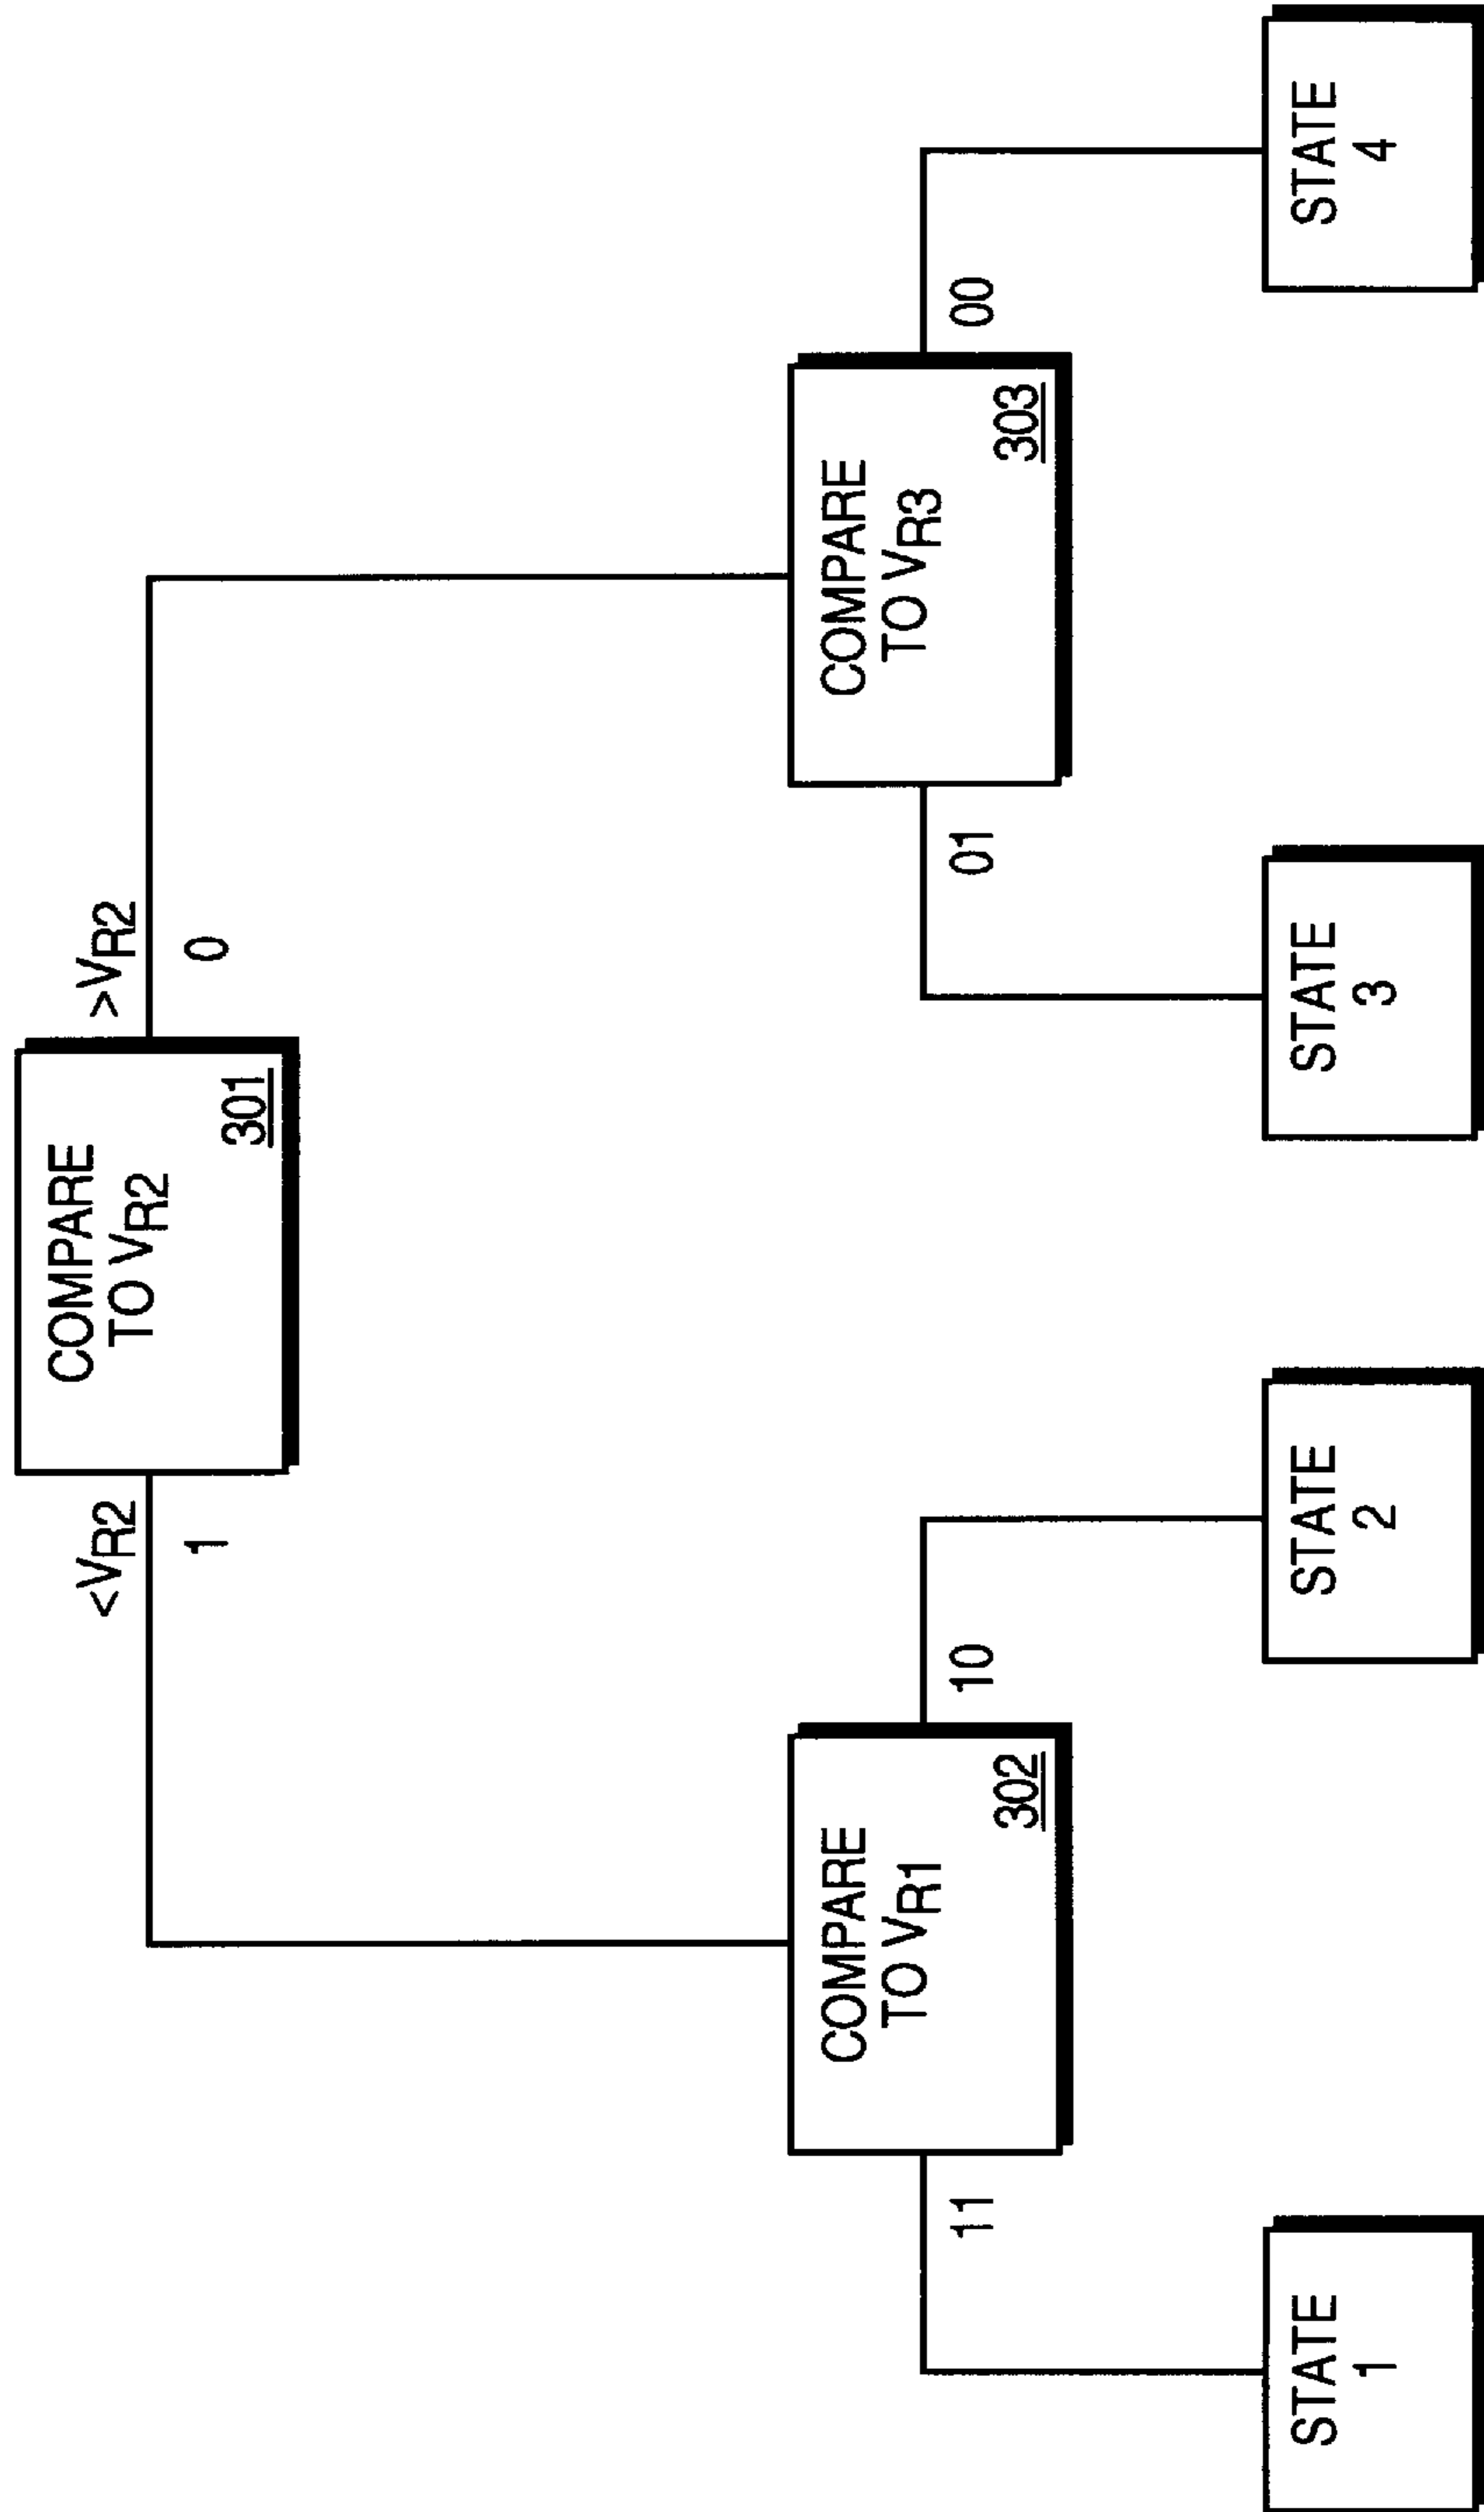 COMPARE
TO VR2
301
<VR2
1
>VR2
0
COMPARE
TO VR1
302
11
10
COMPARE
TO VR3
303
01
00
STATE
1
STATE
2
STATE
3
STATE
4